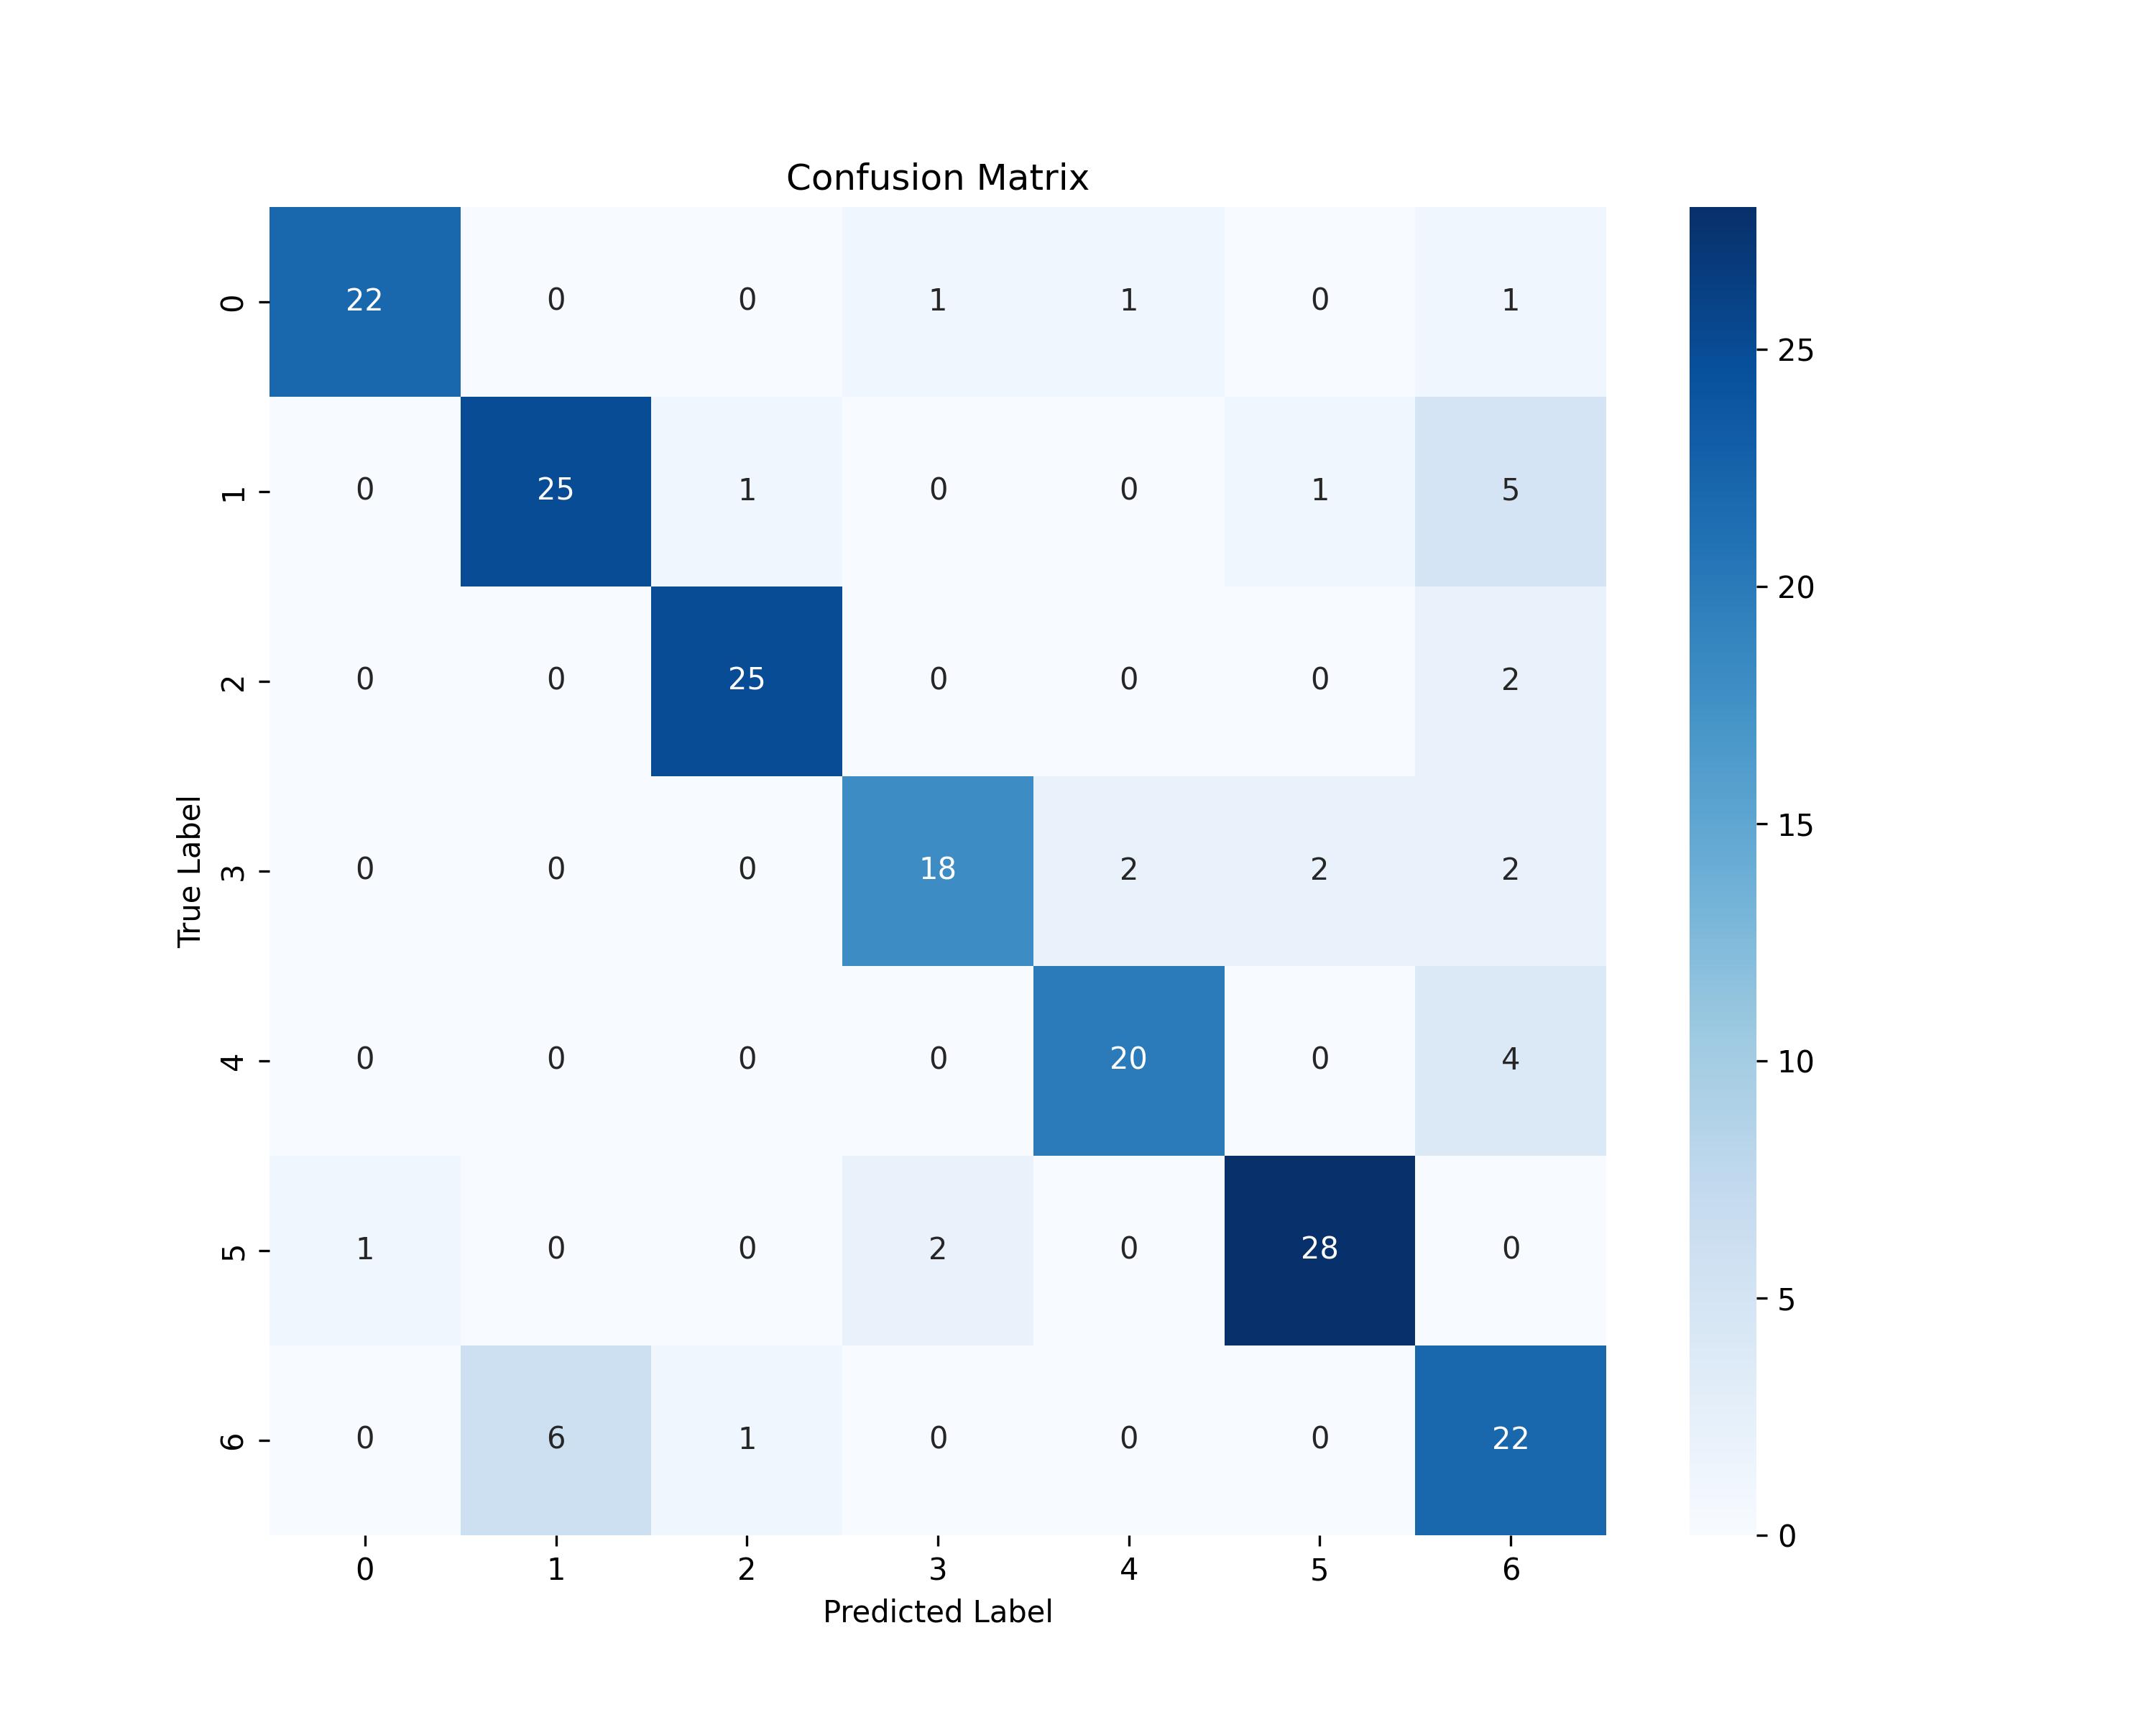 Confusion Matrix
0 22 0 0 1 1 0 1
1 0 25 1 0 0 1 5
2 0 0 25 0 0 0 2
3 0 0 0 18 2 2 2
4 0 0 0 0 20 0 4
5 1 0 0 2 0 28 0
6 0 6 1 0 0 0 22
0 1 2 3 4 5 6
True Label
Predicted Label
25
20
15
10
5
0